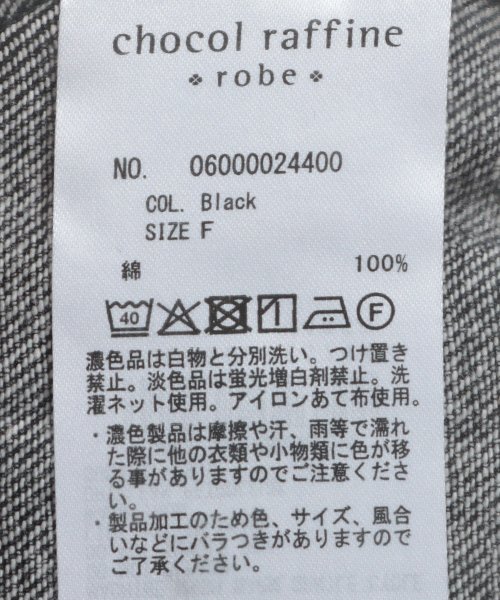 chocol raffine
robe
NO. 06000024400
COL. Black
SIZE F
綿 100%
40 F
濃色品は白物と分別洗い。つけ置き
禁止。淡色品は蛍光増白剤禁止。洗
濯ネット使用。アイロンあて布使用。
・濃色製品は摩擦や汗、雨等で濡れ
た際に他の衣類や小物類に色が移
る事がありますのでご注意くださ
い。
・製品加工のため色、サイズ、風合
いなどにバラつきがありますので
ご了承ください。